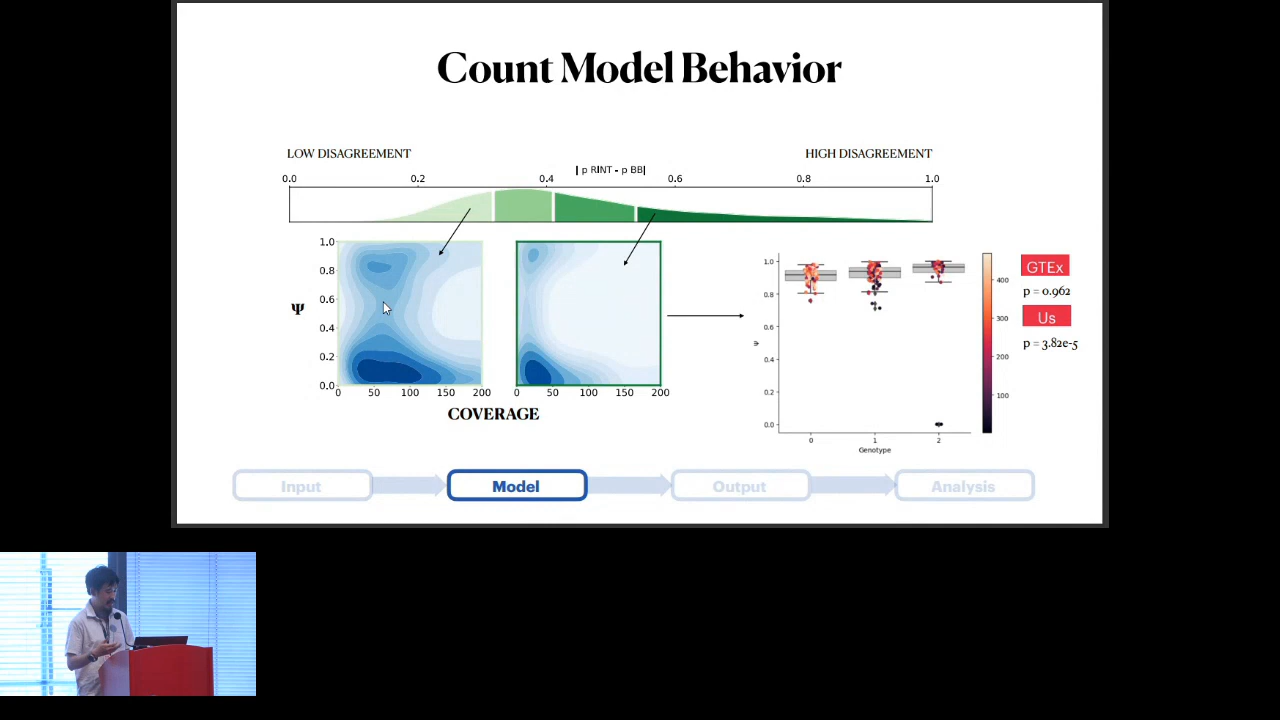 Count Model Behavior
LOW DISAGREEMENT
HIGH DISAGREEMENT
| p RINT - p BB|
0.0 0.2 0.4 0.6 0.8 1.0
1.0
0.8
0.6
0.4
0.2
0.0
Ψ
0 50 100 150 200
0 50 100 150 200
COVERAGE
1.0
0.8
0.6
0.4
0.2
0.0
Ψ
0 1 2
Genotype
400
300
200
100
GTEx
p = 0.962
Us
p = 3.82e-5
Input
Model
Output
Analysis